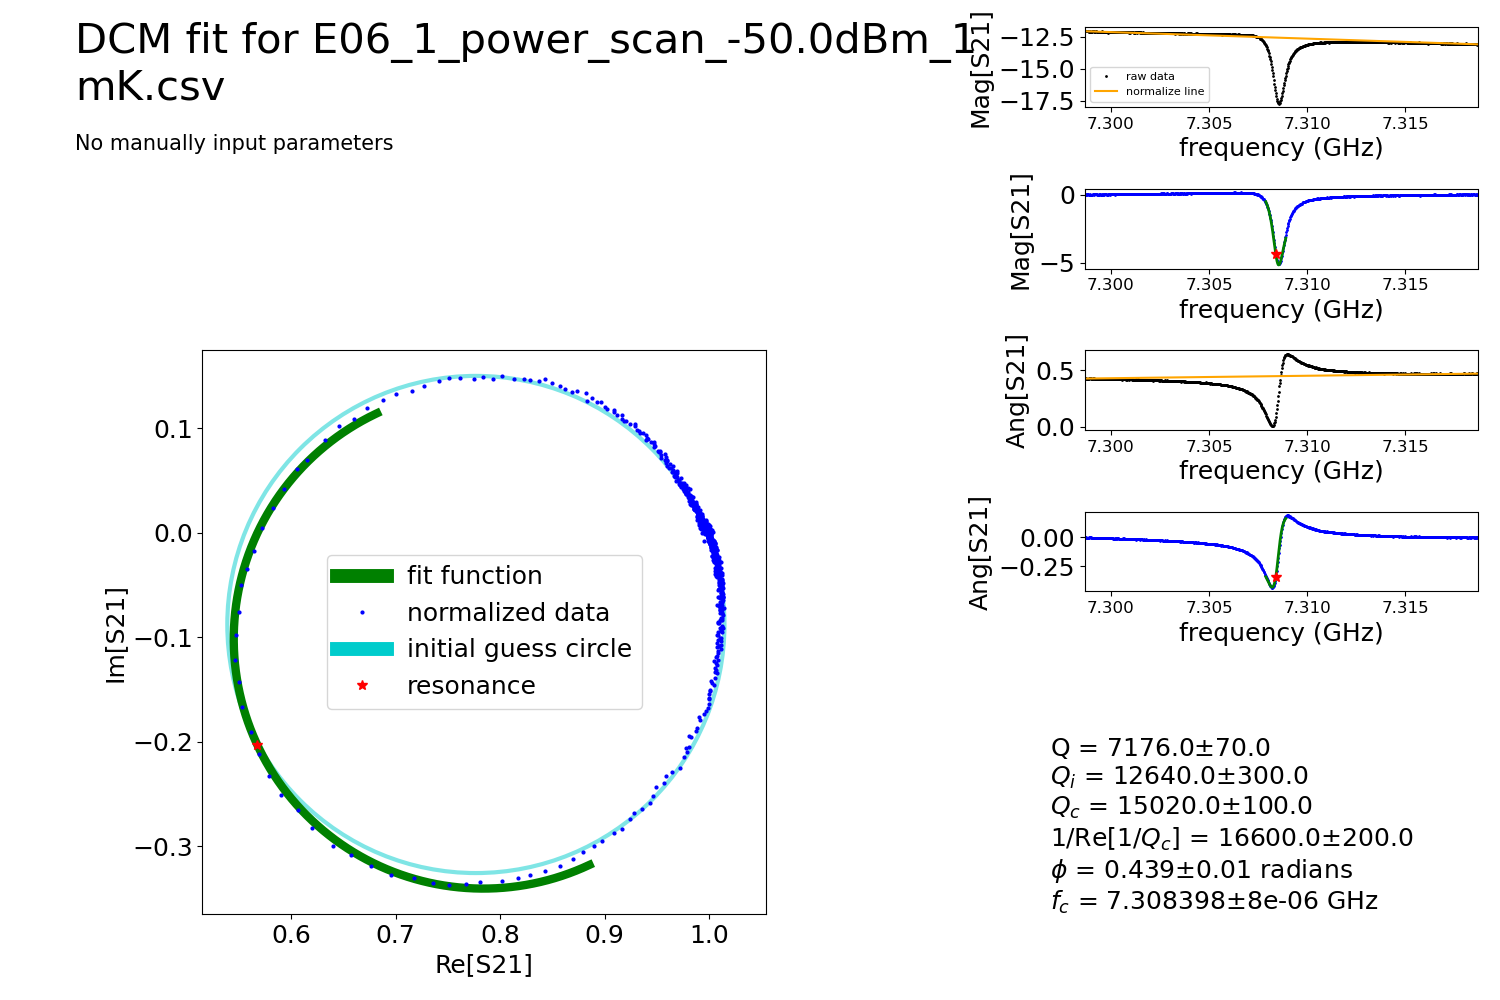 DCM fit for E06_1_power_scan_-50.0dBm_1
mK.csv
No manually input parameters
Mag[S21]
−12.5
−15.0
−17.5
raw data
normalize line
7.300 7.305 7.310 7.315
frequency (GHz)
Mag[S21]
0
−5
7.300 7.305 7.310 7.315
frequency (GHz)
Ang[S21]
0.5
0.0
7.300 7.305 7.310 7.315
frequency (GHz)
Ang[S21]
0.00
−0.25
7.300 7.305 7.310 7.315
frequency (GHz)
Im[S21]
0.1
0.0
−0.1
−0.2
−0.3
fit function
normalized data
initial guess circle
resonance
0.6 0.7 0.8 0.9 1.0
Re[S21]
Q = 7176.0±70.0
Q_i = 12640.0±300.0
Q_c = 15020.0±100.0
1/Re[1/Q_c] = 16600.0±200.0
ϕ = 0.439±0.01 radians
f_c = 7.308398±8e-06 GHz